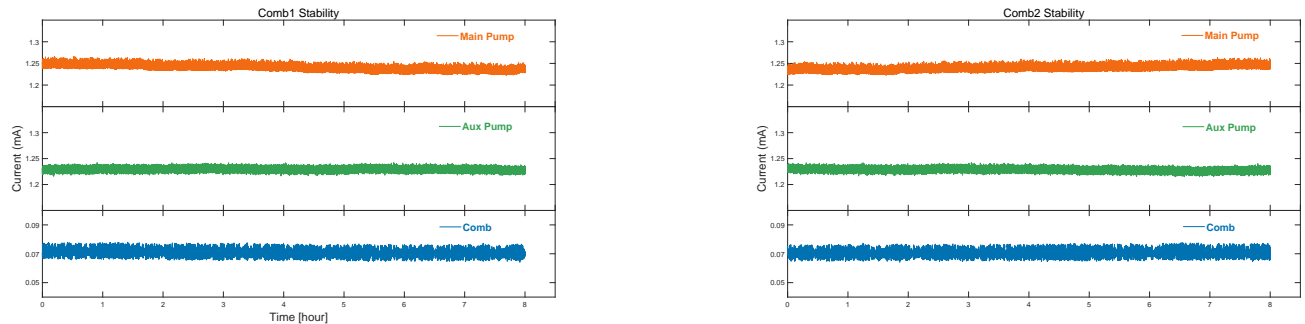 Comb1 Stability
1.3
1.25
1.2
Main Pump
1.3
1.25
1.2
Aux Pump
Current (mA)
0.09
0.07
0.05
Comb
0 1 2 3 4 5 6 7 8
Time [hour]
Comb2 Stability
1.3
1.25
1.2
Main Pump
1.3
1.25
1.2
Aux Pump
Current (mA)
0.09
0.07
0.05
Comb
0 1 2 3 4 5 6 7 8